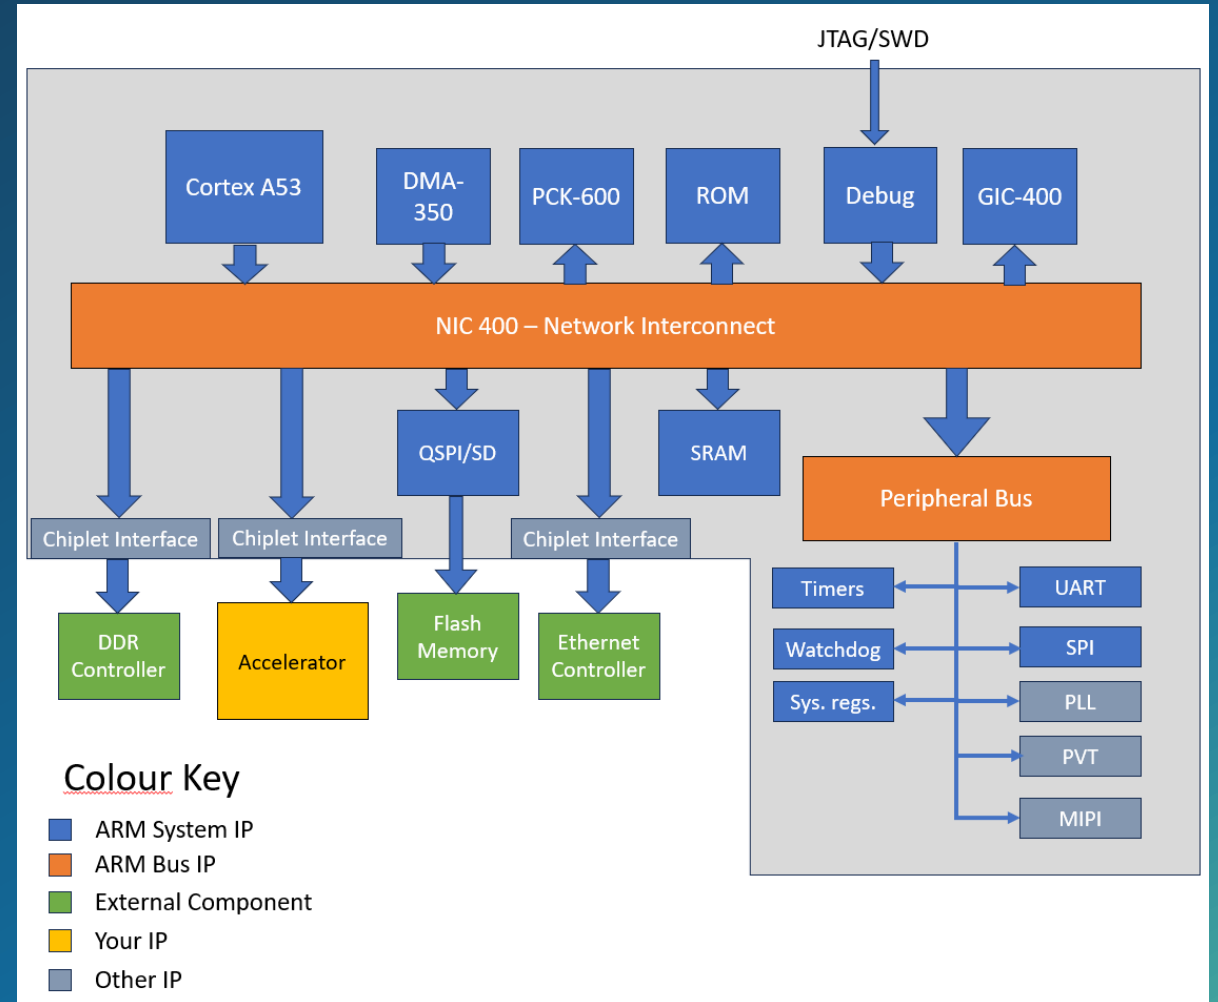 JTAG/SWD
Cortex A53
DMA-
350
PCK-600
ROM
Debug
GIC-400
NIC 400 – Network Interconnect
QSPI/SD
SRAM
Peripheral Bus
Chiplet Interface
Chiplet Interface
Chiplet Interface
Timers
UART
DDR
Controller
Accelerator
Flash
Memory
Ethernet
Controller
Watchdog
SPI
Sys. regs.
PLL
PVT
MIPI
Colour Key
ARM System IP
ARM Bus IP
External Component
Your IP
Other IP